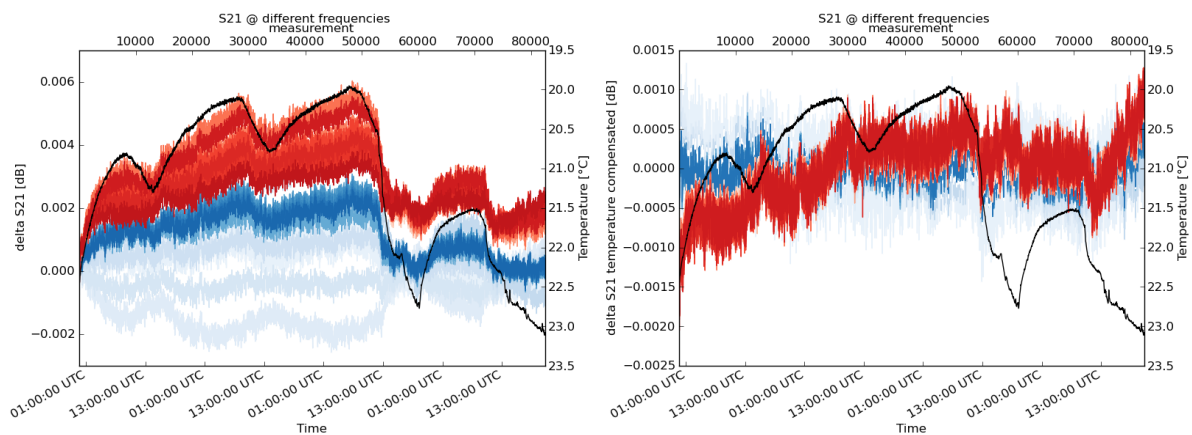 S21 @ different frequencies
measurement
10000 20000 30000 40000 50000 60000 70000 80000
0.006
0.004
0.002
0.000
−0.002
delta S21 [dB]
19.5
20.0
20.5
21.0
21.5
22.0
22.5
23.0
23.5
Temperature [°C]
01:00:00 UTC
13:00:00 UTC
01:00:00 UTC
13:00:00 UTC
01:00:00 UTC
13:00:00 UTC
01:00:00 UTC
13:00:00 UTC
Time
S21 @ different frequencies
measurement
10000 20000 30000 40000 50000 60000 70000 80000
0.0015
0.0010
0.0005
0.0000
−0.0005
−0.0010
−0.0015
−0.0020
−0.0025
delta S21 temperature compensated [dB]
19.5
20.0
20.5
21.0
21.5
22.0
22.5
23.0
23.5
Temperature [°C]
01:00:00 UTC
13:00:00 UTC
01:00:00 UTC
13:00:00 UTC
01:00:00 UTC
13:00:00 UTC
01:00:00 UTC
13:00:00 UTC
Time